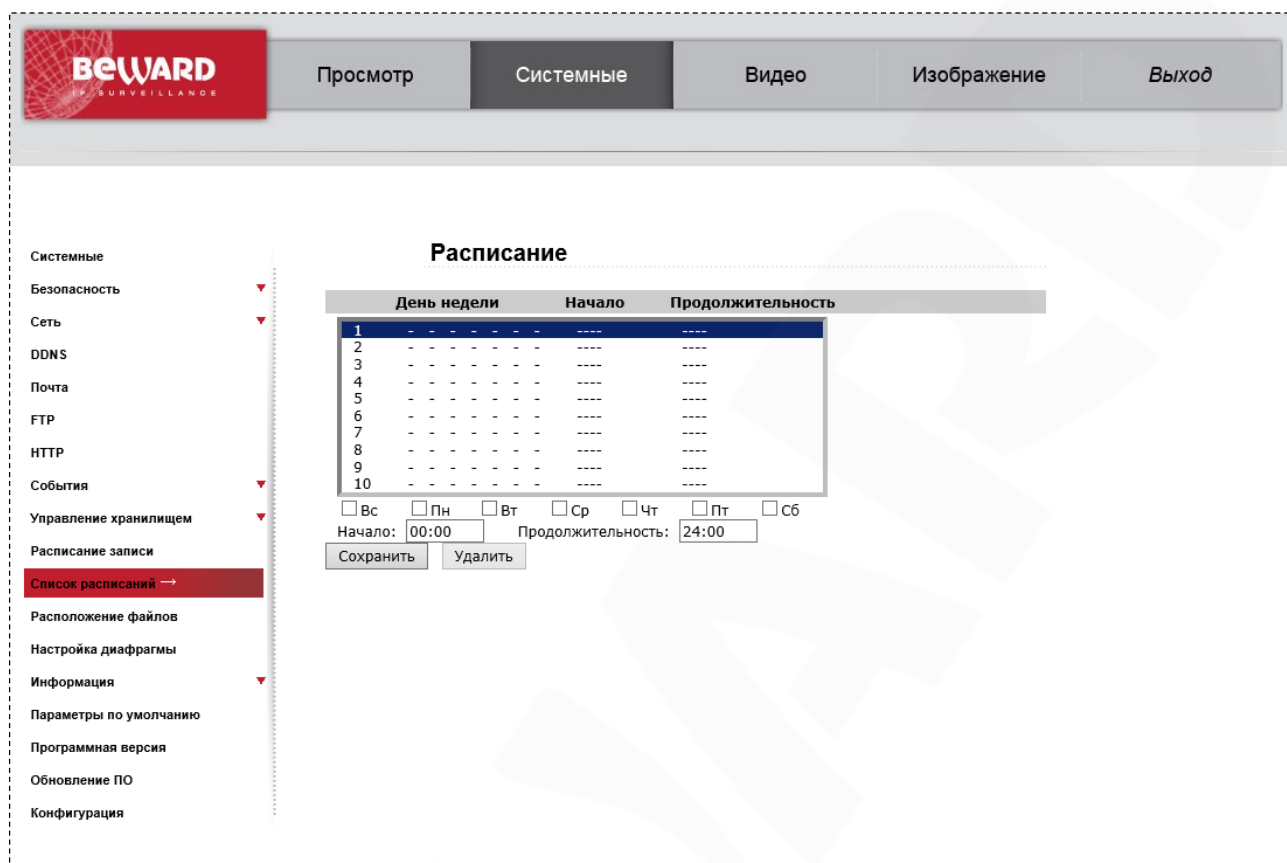 BEWARD
IP SURVEILLANCE
Просмотр Системные Видео Изображение Выход
Системные
Безопасность
Сеть
DDNS
Почта
FTP
HTTP
События
Управление хранилищем
Расписание записи
Список расписаний →
Расположение файлов
Настройка диафрагмы
Информация
Параметры по умолчанию
Программная версия
Обновление ПО
Конфигурация
Расписание
День недели Начало Продолжительность
1 - - - - - - - ---- ----
2 - - - - - - - ---- ----
3 - - - - - - - ---- ----
4 - - - - - - - ---- ----
5 - - - - - - - ---- ----
6 - - - - - - - ---- ----
7 - - - - - - - ---- ----
8 - - - - - - - ---- ----
9 - - - - - - - ---- ----
10 - - - - - - - ---- ----
Вс Пн Вт Ср Чт Пт Сб
Начало: 00:00 Продолжительность: 24:00
Сохранить Удалить